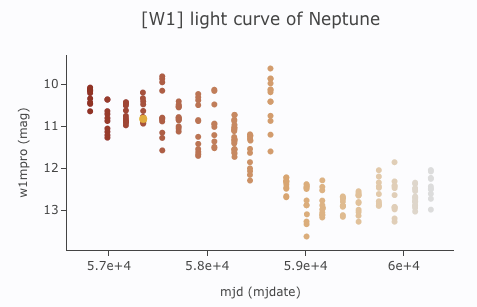 [W1] light curve of Neptune
10
11
12
13
w1mpro (mag)
5.7e+4
5.8e+4
5.9e+4
6e+4
mjd (mjdate)